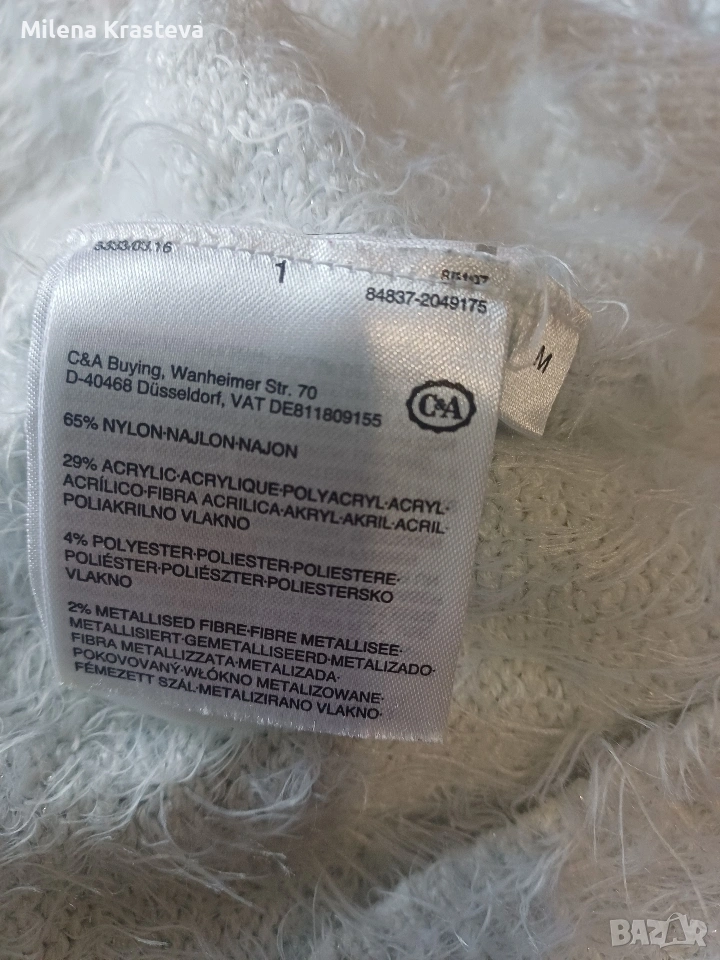 Milena Krasteva
1
84837-2049175
M
C&A Buying, Wanheimer Str. 70
D-40468 Düsseldorf, VAT DE811809155
C&A
65% NYLON·NAJLON·NAJON
29% ACRYLIC·ACRYLIQUE·POLYACRYL·ACRYL·
ACRÍLICO·FIBRA ACRILICA·AKRYL·AKRIL·ACRIL·
POLIAKRILNO VLAKNO
4% POLYESTER·POLIESTER·POLIESTERE·
POLIÉSTER·POLIÉSZTER·POLIESTERSKO
VLAKNO
2% METALLISED FIBRE·FIBRE METALLISEE·
METALLISIERT·GEMETALLISEERD·METALIZADO·
FIBRA METALLIZZATA·METALIZADA·
POKOVOVANÝ·WŁÓKNO METALIZOWANE·
FÉMEZETT SZÁL·METALIZIRANO VLAKNO·
BAZAR